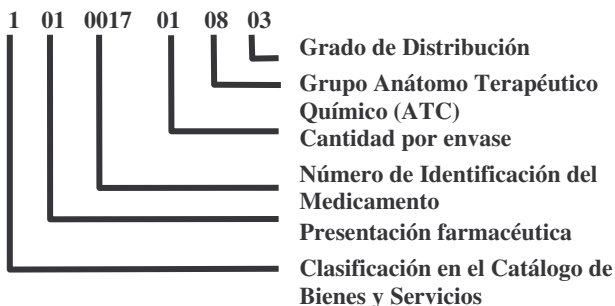 1 01 0017 01 08 03
Grado de Distribución
Grupo Anátomo Terapéutico
Químico (ATC)
Cantidad por envase
Número de Identificación del
Medicamento
Presentación farmacéutica
Clasificación en el Catálogo de
Bienes y Servicios